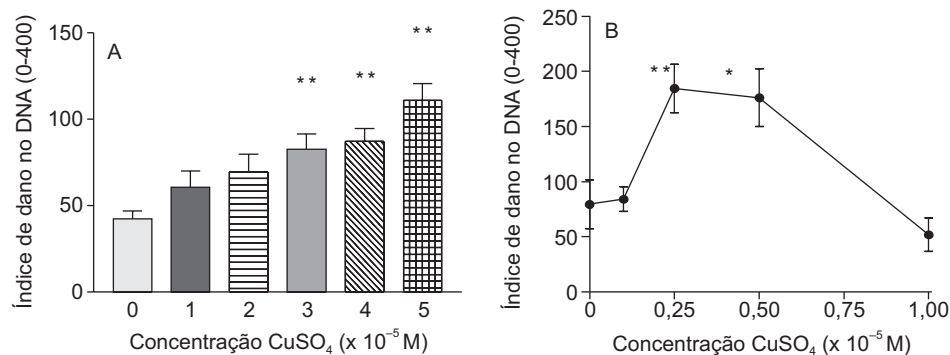 A
Índice de dano no DNA (0-400)
150
100
50
0
** ** **
0 1 2 3 4 5
Concentração CuSO₄ (x 10⁻⁵ M)
B
Índice de dano no DNA (0-400)
250
200
150
100
50
0
** *
0 0,25 0,50 0,75 1,00
Concentração CuSO₄ (x 10⁻⁵ M)